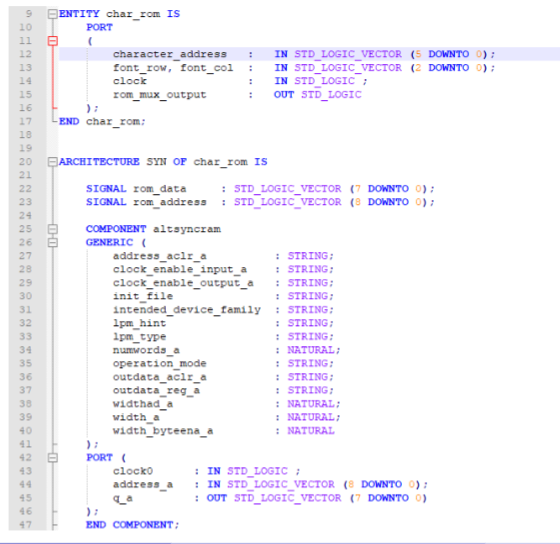 9 ENTITY char_rom IS
10 PORT
11 (
12 character_address : IN STD_LOGIC_VECTOR (5 DOWNTO 0);
13 font_row, font_col : IN STD_LOGIC_VECTOR (2 DOWNTO 0);
14 clock : IN STD_LOGIC ;
15 rom_mux_output : OUT STD_LOGIC
16 );
17 END char_rom;
18
19
20 ARCHITECTURE SYN OF char_rom IS
21
22 SIGNAL rom_data : STD_LOGIC_VECTOR (7 DOWNTO 0);
23 SIGNAL rom_address : STD_LOGIC_VECTOR (8 DOWNTO 0);
24
25 COMPONENT altsyncram
26 GENERIC (
27 address_aclr_a : STRING;
28 clock_enable_input_a : STRING;
29 clock_enable_output_a : STRING;
30 init_file : STRING;
31 intended_device_family : STRING;
32 lpm_hint : STRING;
33 lpm_type : STRING;
34 numwords_a : NATURAL;
35 operation_mode : STRING;
36 outdata_aclr_a : STRING;
37 outdata_reg_a : STRING;
38 widthad_a : NATURAL;
39 width_a : NATURAL;
40 width_byteena_a : NATURAL
41 );
42 PORT (
43 clock0 : IN STD_LOGIC ;
44 address_a : IN STD_LOGIC_VECTOR (8 DOWNTO 0);
45 q_a : OUT STD_LOGIC_VECTOR (7 DOWNTO 0)
46 );
47 END COMPONENT;